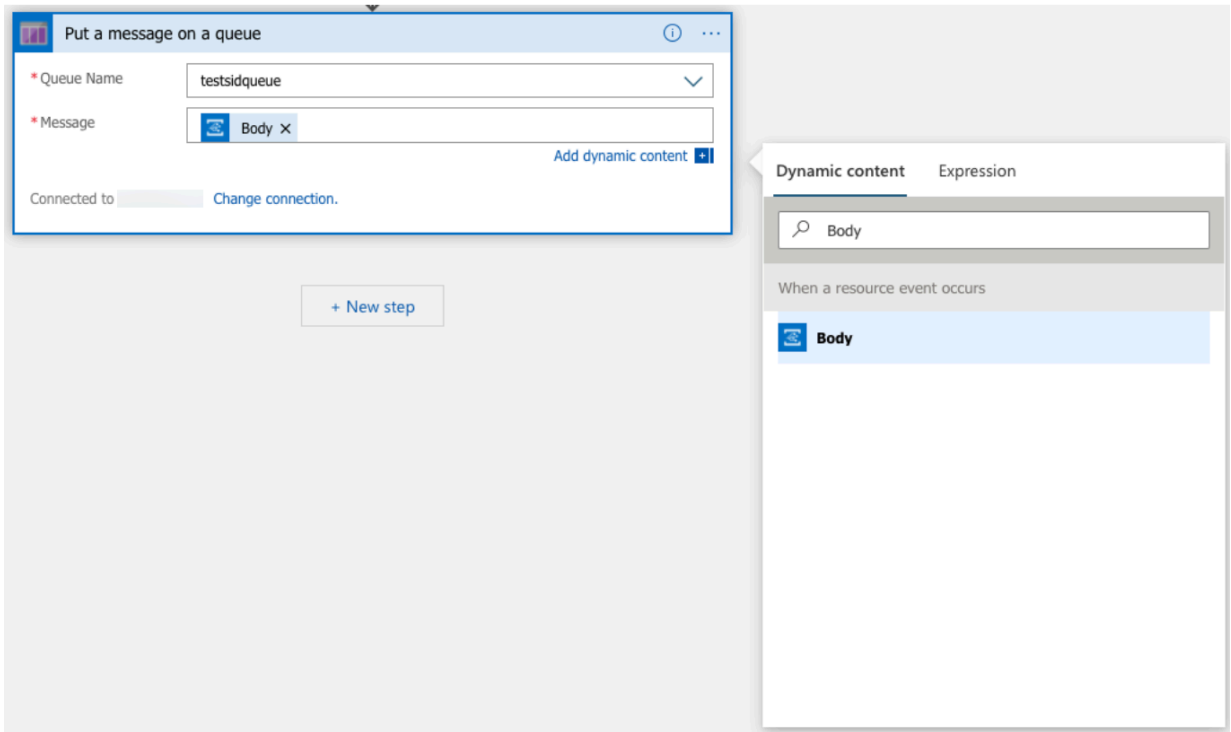 Put a message on a queue
* Queue Name
testsidqueue
* Message
Body ×
Add dynamic content
Connected to
Change connection.
+ New step
Dynamic content
Expression
Body
When a resource event occurs
Body